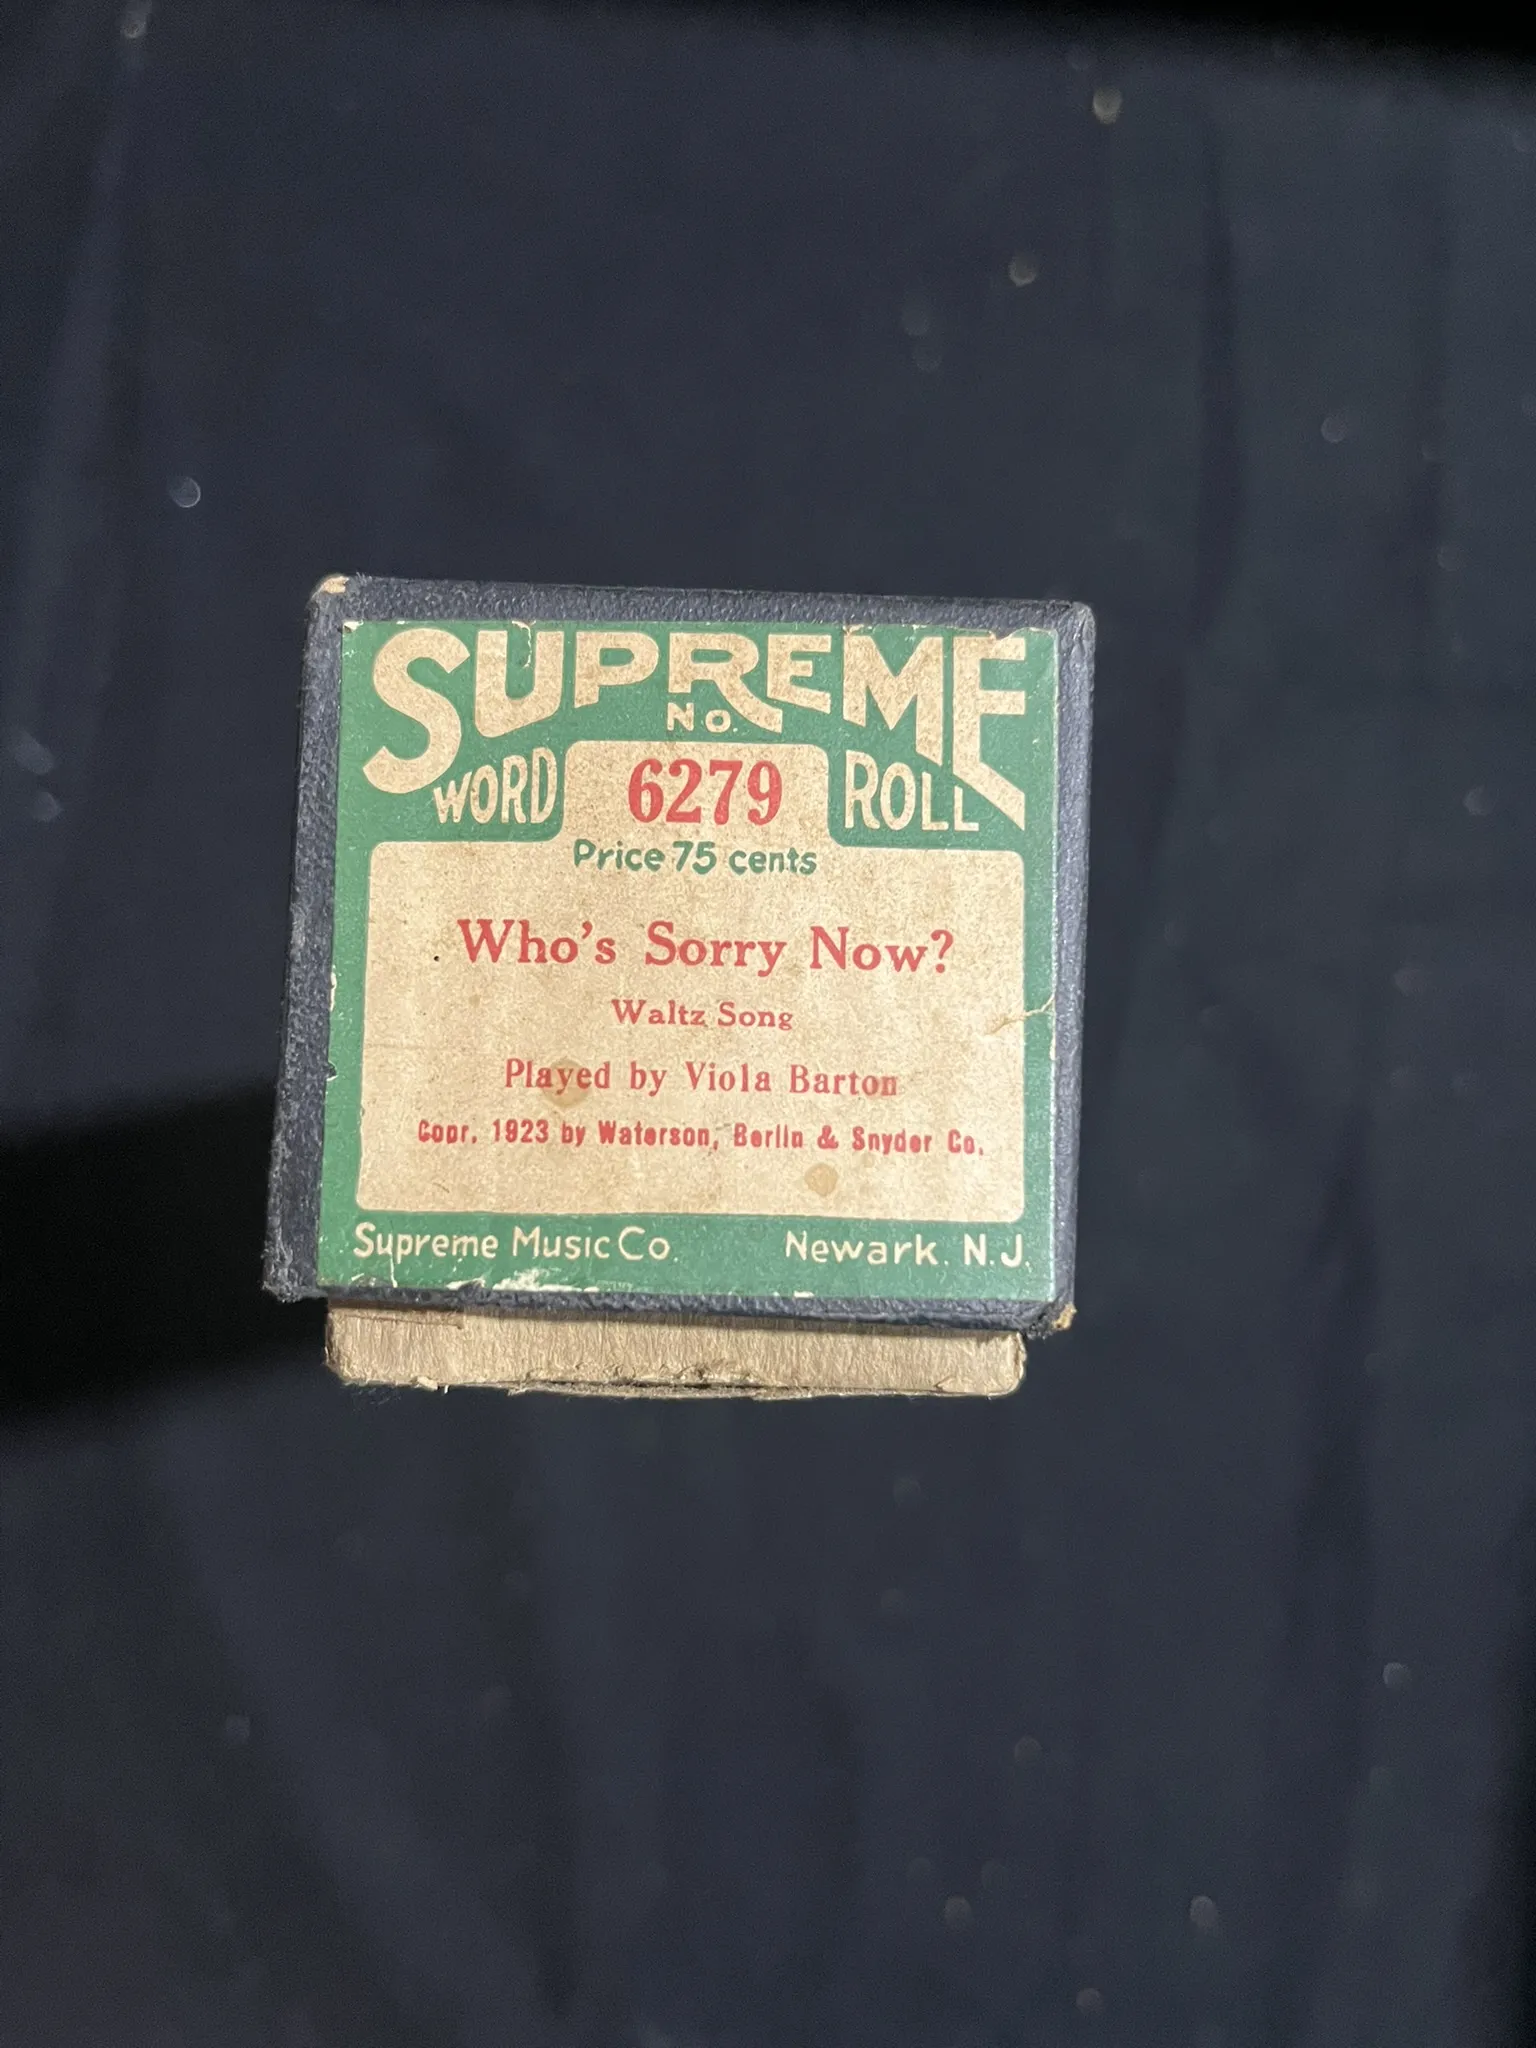 SUPREME
No.
WORD 6279 ROLL
Price 75 cents
Who's Sorry Now?
Waltz Song
Played by Viola Barton
Copr. 1923 by Waterson, Berlin & Snyder Co.
Supreme Music Co. Newark. N.J.